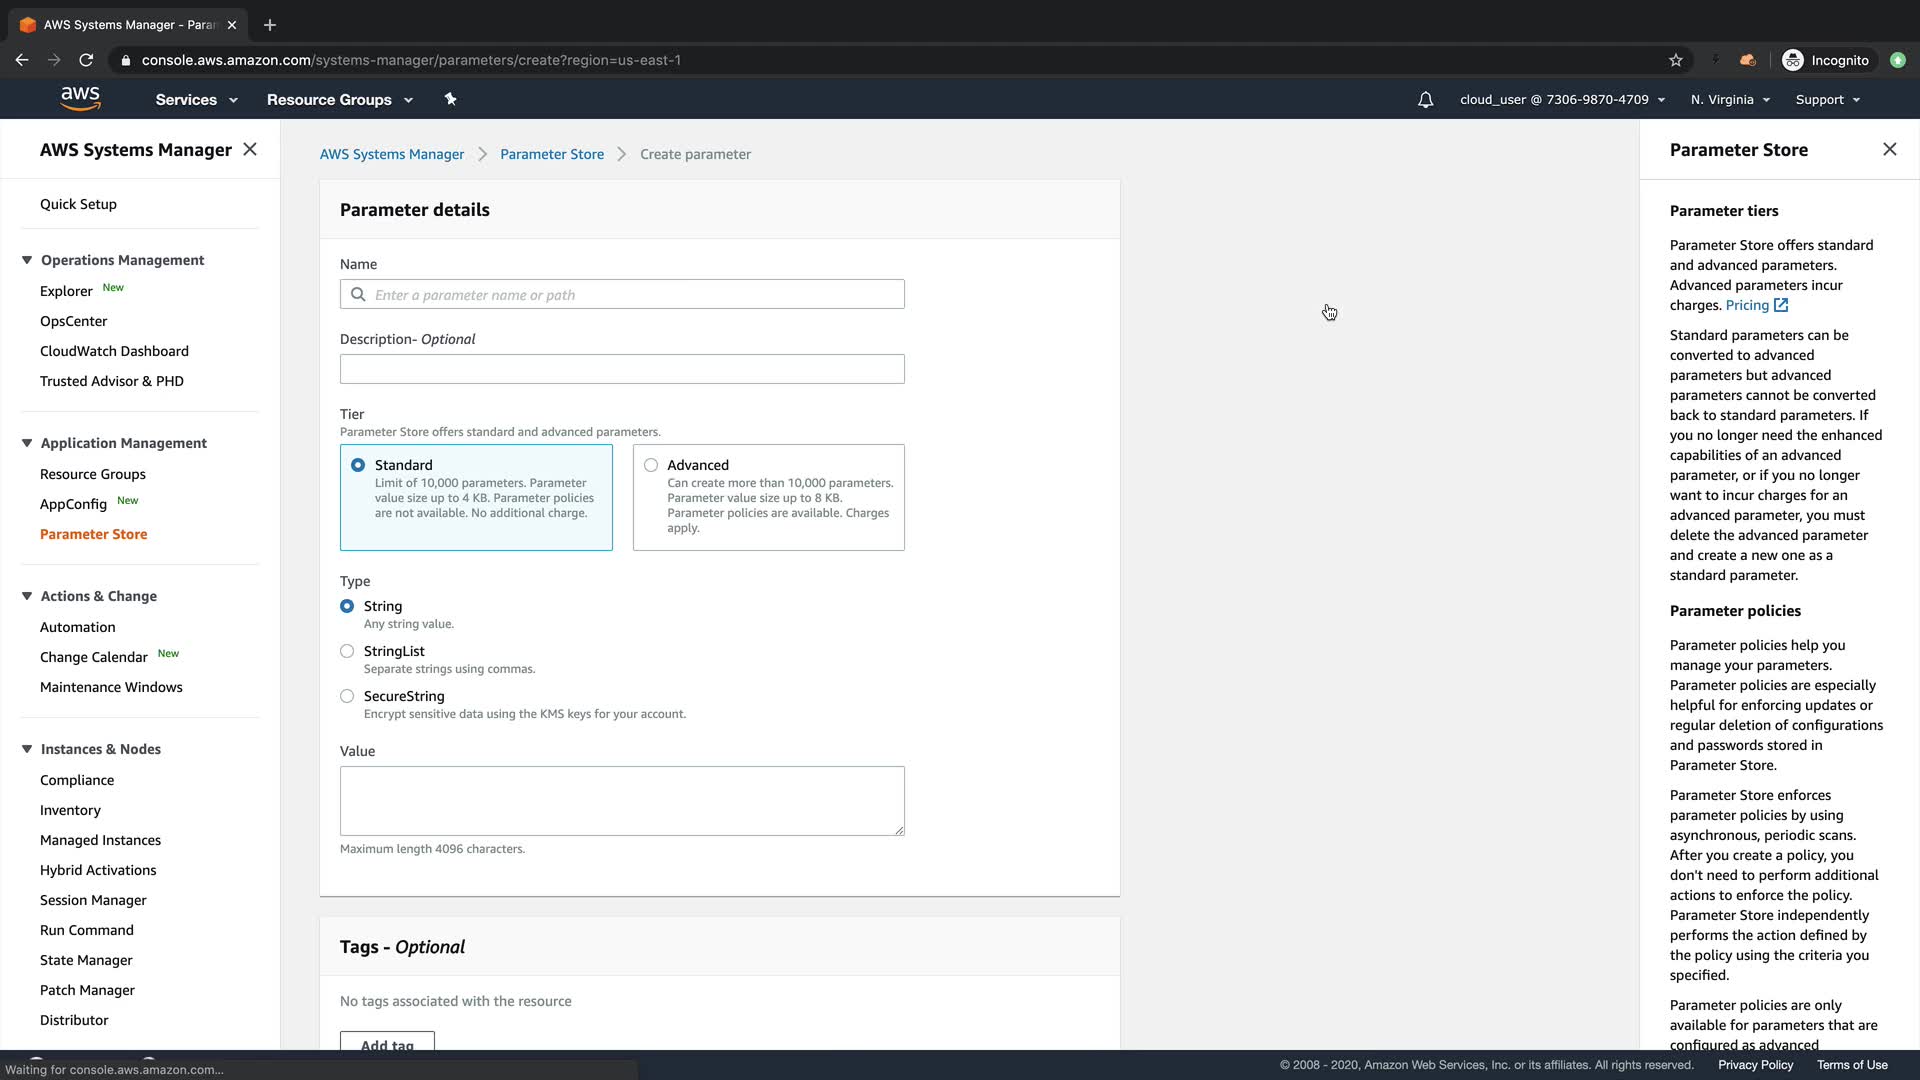 AWS Systems Manager - Para
console.aws.amazon.com/systems-manager/parameters/create?region=us-east-1
Incognito
aws
Services
Resource Groups
cloud_user @ 7306-9870-4709
N. Virginia
Support
AWS Systems Manager
Quick Setup
Operations Management
Explorer New
OpsCenter
CloudWatch Dashboard
Trusted Advisor & PHD
Application Management
Resource Groups
AppConfig New
Parameter Store
Actions & Change
Automation
Change Calendar New
Maintenance Windows
Instances & Nodes
Compliance
Inventory
Managed Instances
Hybrid Activations
Session Manager
Run Command
State Manager
Patch Manager
Distributor
AWS Systems Manager
Parameter Store
Create parameter
Parameter details
Name
Enter a parameter name or path
Description- Optional
Tier
Parameter Store offers standard and advanced parameters.
Standard
Limit of 10,000 parameters. Parameter
value size up to 4 KB. Parameter policies
are not available. No additional charge.
Advanced
Can create more than 10,000 parameters.
Parameter value size up to 8 KB.
Parameter policies are available. Charges
apply.
Type
String
Any string value.
StringList
Separate strings using commas.
SecureString
Encrypt sensitive data using the KMS keys for your account.
Value
Maximum length 4096 characters.
Tags - Optional
No tags associated with the resource
Add tag
Parameter Store
Parameter tiers
Parameter Store offers standard
and advanced parameters.
Advanced parameters incur
charges. Pricing
Standard parameters can be
converted to advanced
parameters but advanced
parameters cannot be converted
back to standard parameters. If
you no longer need the enhanced
capabilities of an advanced
parameter, or if you no longer
want to incur charges for an
advanced parameter, you must
delete the advanced parameter
and create a new one as a
standard parameter.
Parameter policies
Parameter policies help you
manage your parameters.
Parameter policies are especially
helpful for enforcing updates or
regular deletion of configurations
and passwords stored in
Parameter Store.
Parameter Store enforces
parameter policies by using
asynchronous, periodic scans.
After you create a policy, you
don't need to perform additional
actions to enforce the policy.
Parameter Store independently
performs the action defined by
the policy using the criteria you
specified.
Parameter policies are only
available for parameters that are
configured as advanced
Waiting for console.aws.amazon.com...
© 2008 - 2020, Amazon Web Services, Inc. or its affiliates. All rights reserved.
Privacy Policy
Terms of Use